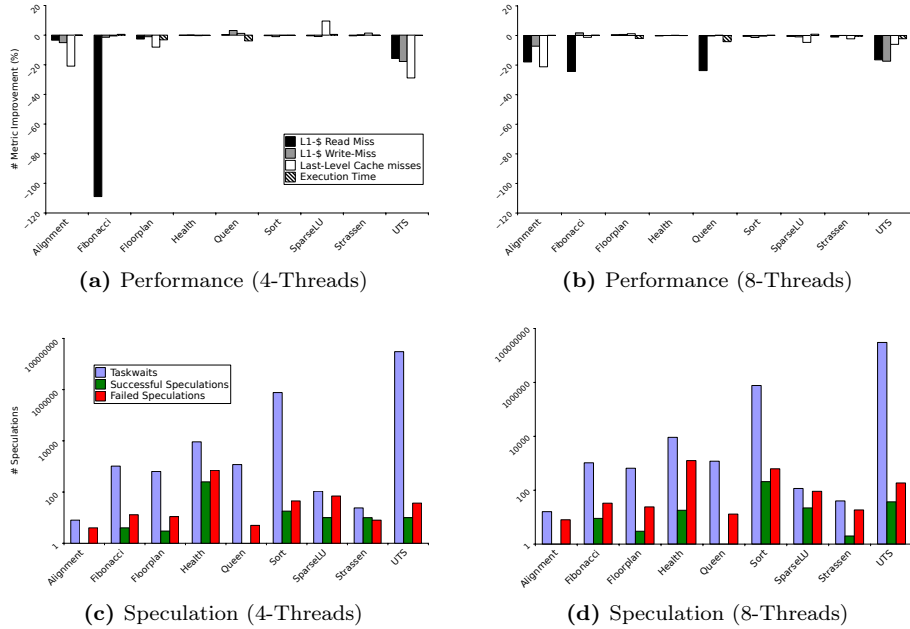 # Metric Improvement (%)
20
0
−20
−40
−60
−80
−100
−120
L1-$ Read Miss
L1-$ Write-Miss
Last-Level Cache misses
Execution Time
Alignment
Fibonacci
Floorplan
Health
Queen
Sort
SparseLU
Strassen
UTS
(a) Performance (4-Threads)
20
0
−20
−40
−60
−80
−100
−120
Alignment
Fibonacci
Floorplan
Health
Queen
Sort
SparseLU
Strassen
UTS
(b) Performance (8-Threads)
# Speculations
100000000
1000000
10000
100
1
Taskwaits
Successful Speculations
Failed Speculations
Alignment
Fibonacci
Floorplan
Health
Queen
Sort
SparseLU
Strassen
UTS
(c) Speculation (4-Threads)
100000000
1000000
10000
100
1
Alignment
Fibonacci
Floorplan
Health
Queen
Sort
SparseLU
Strassen
UTS
(d) Speculation (8-Threads)